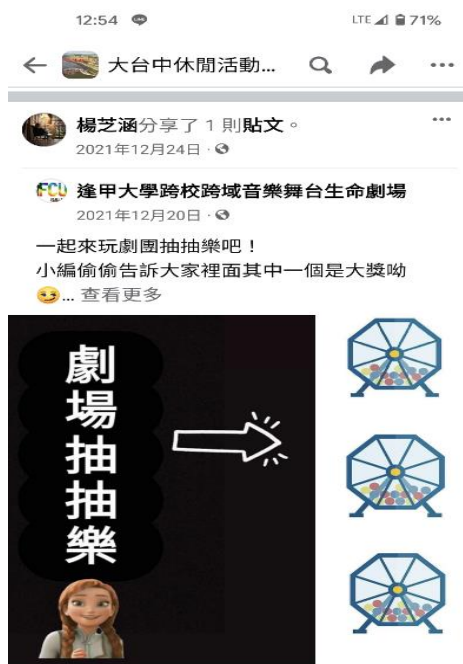 12:54
LTE 71%
大台中休閒活動...
楊芝涵分享了 1 則貼文。
2021年12月24日 ·
FCU 逢甲大學跨校跨域音樂舞台生命劇場
2021年12月20日 ·
一起來玩劇團抽抽樂吧！
小編偷偷告訴大家裡面其中一個是大獎呦
... 查看更多
劇場抽抽樂